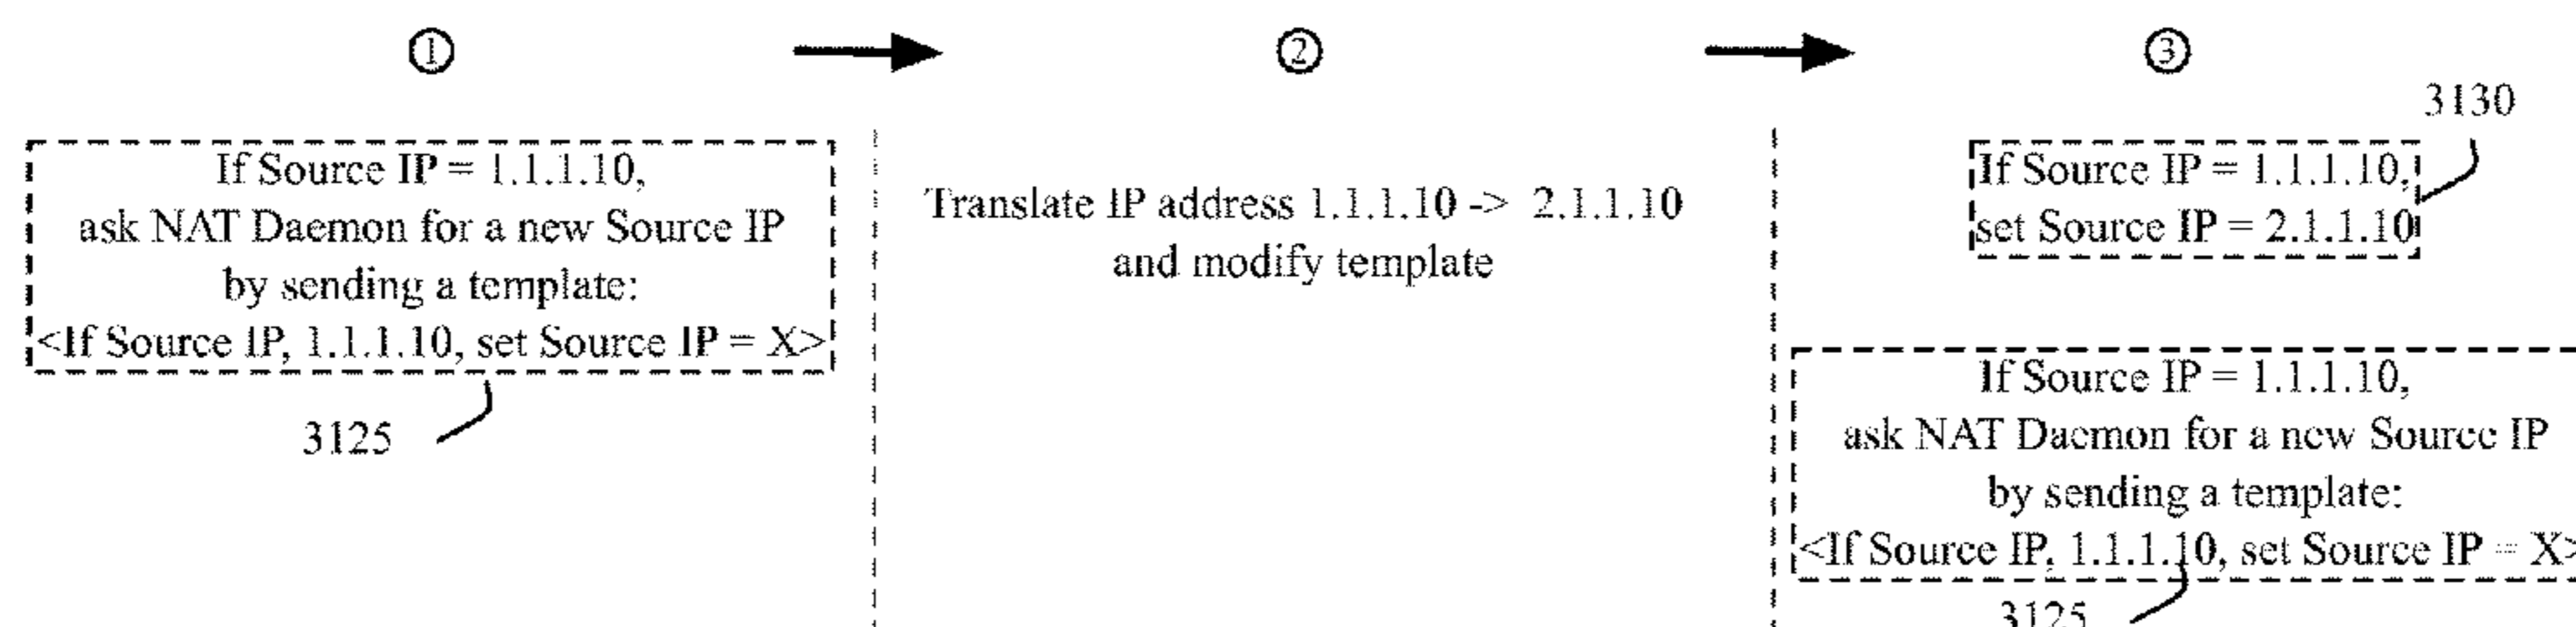 ① ② ③
3130
If Source IP = 1.1.1.10,
ask NAT Daemon for a new Source IP
by sending a template:
<If Source IP, 1.1.1.10, set Source IP = X>
3125
Translate IP address 1.1.1.10 -> 2.1.1.10
and modify template
If Source IP = 1.1.1.10,
set Source IP = 2.1.1.10
If Source IP = 1.1.1.10,
ask NAT Daemon for a new Source IP
by sending a template:
<If Source IP, 1.1.1.10, set Source IP = X>
3125